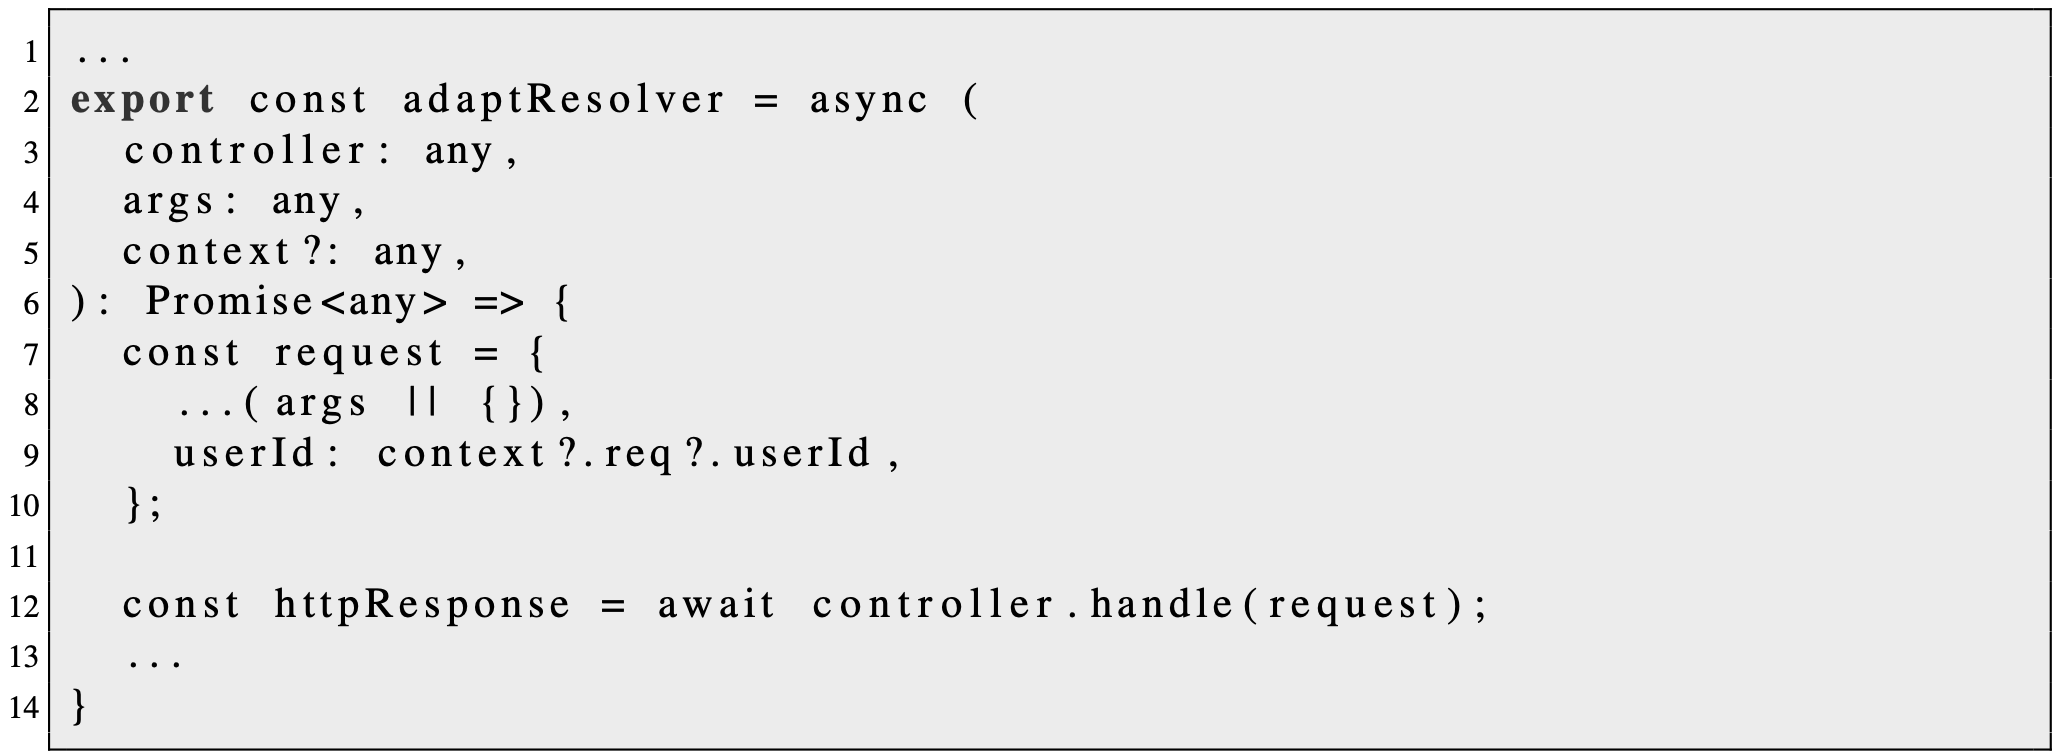 1 ...
2 export const adaptResolver = async (
3   controller: any,
4   args: any,
5   context?: any,
6 ): Promise<any> => {
7   const request = {
8     ...(args || {}),
9     userId: context?.req?.userId,
10   };
11
12   const httpResponse = await controller.handle(request);
13   ...
14 }